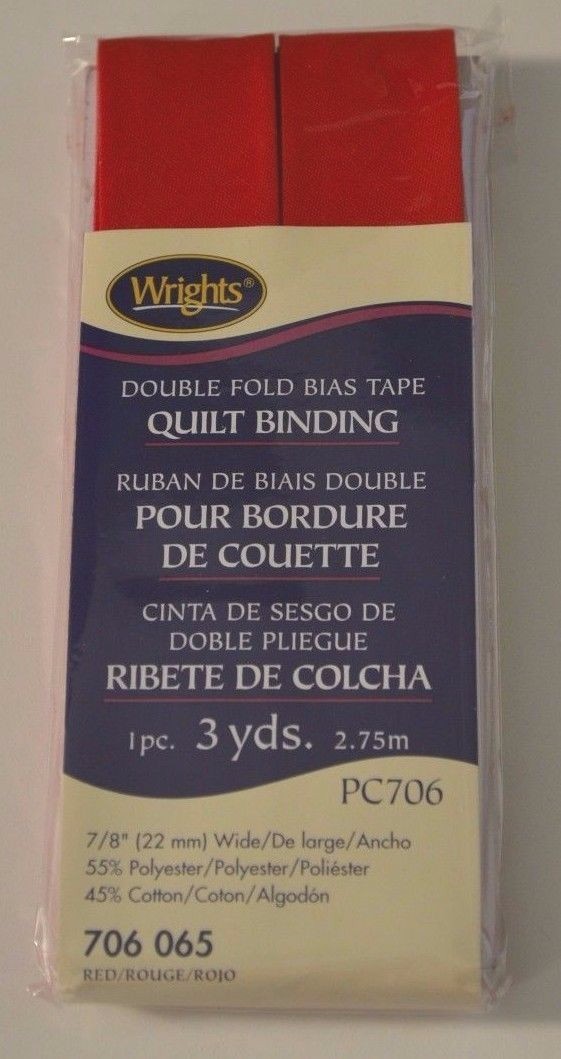 Wrights®
DOUBLE FOLD BIAS TAPE
QUILT BINDING
RUBAN DE BIAIS DOUBLE
POUR BORDURE
DE COUETTE
CINTA DE SESGO DE
DOBLE PLIEGUE
RIBETE DE COLCHA
1pc. 3 yds. 2.75m
PC706
7/8" (22 mm) Wide/De large/Ancho
55% Polyester/Polyester/Poliéster
45% Cotton/Coton/Algodón
706 065
RED/ROUGE/ROJO